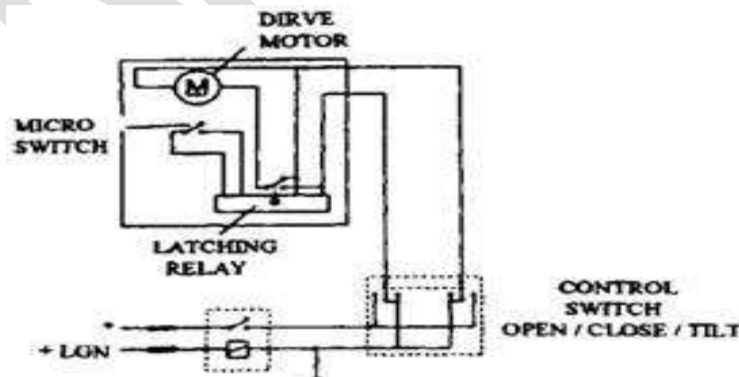 DIRVE
MOTOR
M
MICRO
SWITCH
LATCHING
RELAY
CONTROL
SWITCH
OPEN / CLOSE / TILT
+
+ LGN